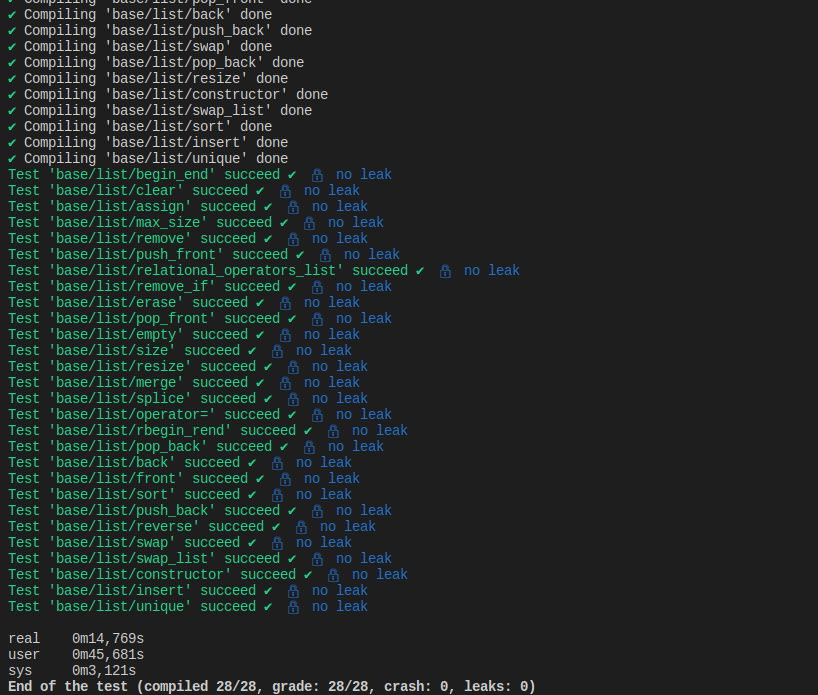 ✔ Compiling 'base/list/pop_front' done
✔ Compiling 'base/list/back' done
✔ Compiling 'base/list/push_back' done
✔ Compiling 'base/list/swap' done
✔ Compiling 'base/list/pop_back' done
✔ Compiling 'base/list/resize' done
✔ Compiling 'base/list/constructor' done
✔ Compiling 'base/list/swap_list' done
✔ Compiling 'base/list/sort' done
✔ Compiling 'base/list/insert' done
✔ Compiling 'base/list/unique' done
Test 'base/list/begin_end' succeed ✔ 🔒 no leak
Test 'base/list/clear' succeed ✔ 🔒 no leak
Test 'base/list/assign' succeed ✔ 🔒 no leak
Test 'base/list/max_size' succeed ✔ 🔒 no leak
Test 'base/list/remove' succeed ✔ 🔒 no leak
Test 'base/list/push_front' succeed ✔ 🔒 no leak
Test 'base/list/relational_operators_list' succeed ✔ 🔒 no leak
Test 'base/list/remove_if' succeed ✔ 🔒 no leak
Test 'base/list/erase' succeed ✔ 🔒 no leak
Test 'base/list/pop_front' succeed ✔ 🔒 no leak
Test 'base/list/empty' succeed ✔ 🔒 no leak
Test 'base/list/size' succeed ✔ 🔒 no leak
Test 'base/list/resize' succeed ✔ 🔒 no leak
Test 'base/list/merge' succeed ✔ 🔒 no leak
Test 'base/list/splice' succeed ✔ 🔒 no leak
Test 'base/list/operator=' succeed ✔ 🔒 no leak
Test 'base/list/rbegin_rend' succeed ✔ 🔒 no leak
Test 'base/list/pop_back' succeed ✔ 🔒 no leak
Test 'base/list/back' succeed ✔ 🔒 no leak
Test 'base/list/front' succeed ✔ 🔒 no leak
Test 'base/list/sort' succeed ✔ 🔒 no leak
Test 'base/list/push_back' succeed ✔ 🔒 no leak
Test 'base/list/reverse' succeed ✔ 🔒 no leak
Test 'base/list/swap' succeed ✔ 🔒 no leak
Test 'base/list/swap_list' succeed ✔ 🔒 no leak
Test 'base/list/constructor' succeed ✔ 🔒 no leak
Test 'base/list/insert' succeed ✔ 🔒 no leak
Test 'base/list/unique' succeed ✔ 🔒 no leak
real 0m14,769s
user 0m45,681s
sys 0m3,121s
End of the test (compiled 28/28, grade: 28/28, crash: 0, leaks: 0)